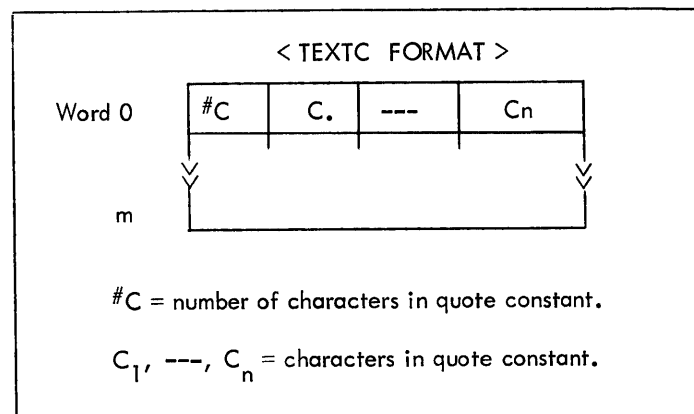 < TEXTC FORMAT >
Word 0 #C C. --- Cn
m
#C = number of characters in quote constant.
C1, ---, Cn = characters in quote constant.